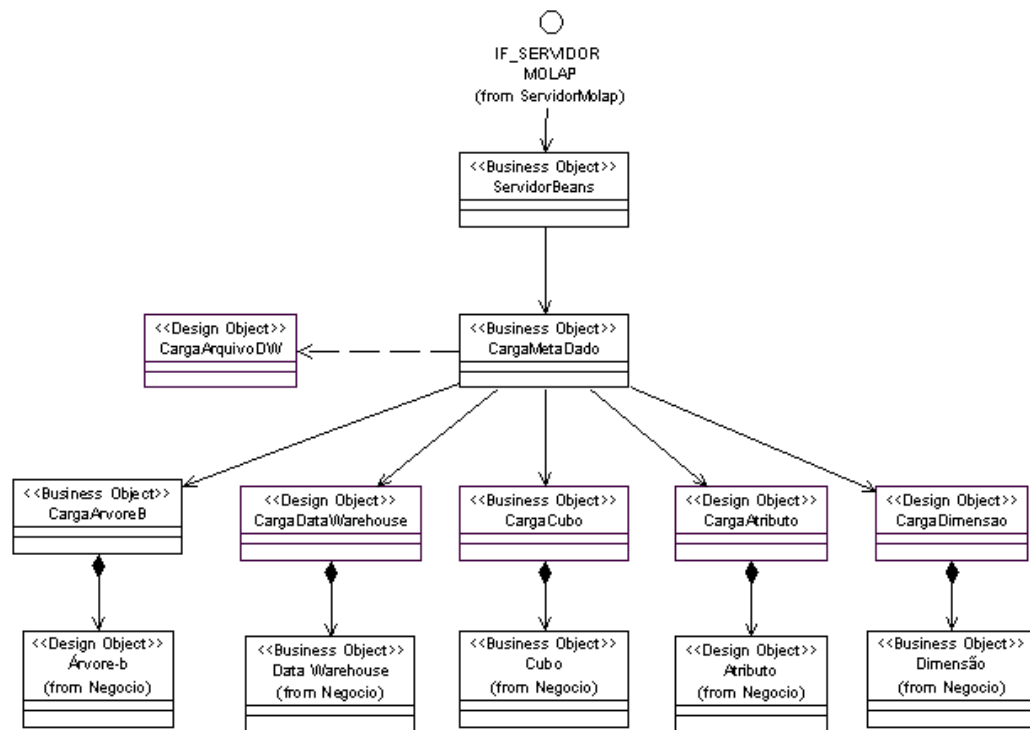 IF_SERVIDOR
MOLAP
(from ServidorMolap)
<<Business Object>>
ServidorBeans
<<Design Object>>
CargaArquivoDW
<<Business Object>>
CargaMetaDado
<<Business Object>>
CargaArvoreB
<<Design Object>>
CargaDataWarehouse
<<Business Object>>
CargaCubo
<<Design Object>>
CargaAtributo
<<Design Object>>
CargaDimensao
<<Design Object>>
Árvore-b
(from Negocio)
<<Business Object>>
Data Warehouse
(from Negocio)
<<Business Object>>
Cubo
(from Negocio)
<<Design Object>>
Atributo
(from Negocio)
<<Business Object>>
Dimensão
(from Negocio)